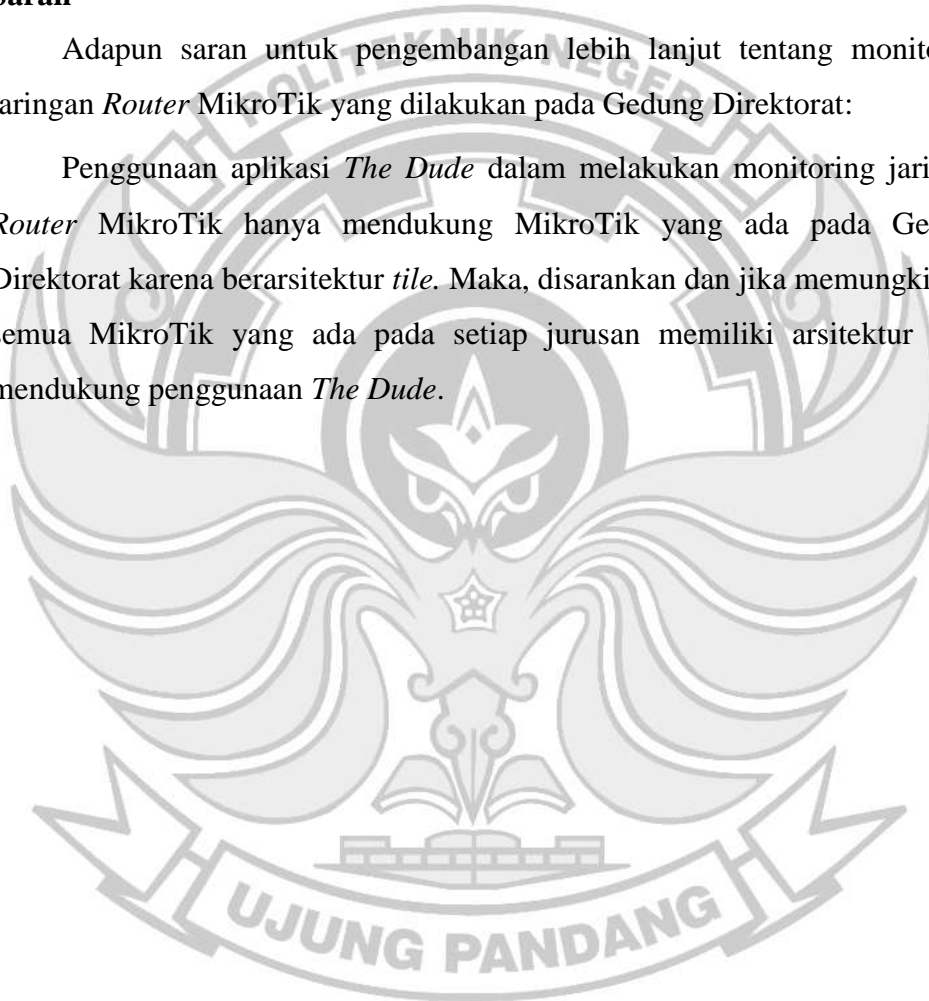 Saran
Adapun saran untuk pengembangan lebih lanjut tentang monito
jaringan Router MikroTik yang dilakukan pada Gedung Direktorat:
Penggunaan aplikasi The Dude dalam melakukan monitoring jari
Router MikroTik hanya mendukung MikroTik yang ada pada Ge
Direktorat karena berarsitektur tile. Maka, disarankan dan jika memungki
semua MikroTik yang ada pada setiap jurusan memiliki arsitektur
mendukung penggunaan The Dude.
POLITEKNIK NEGERI
UJUNG PANDANG